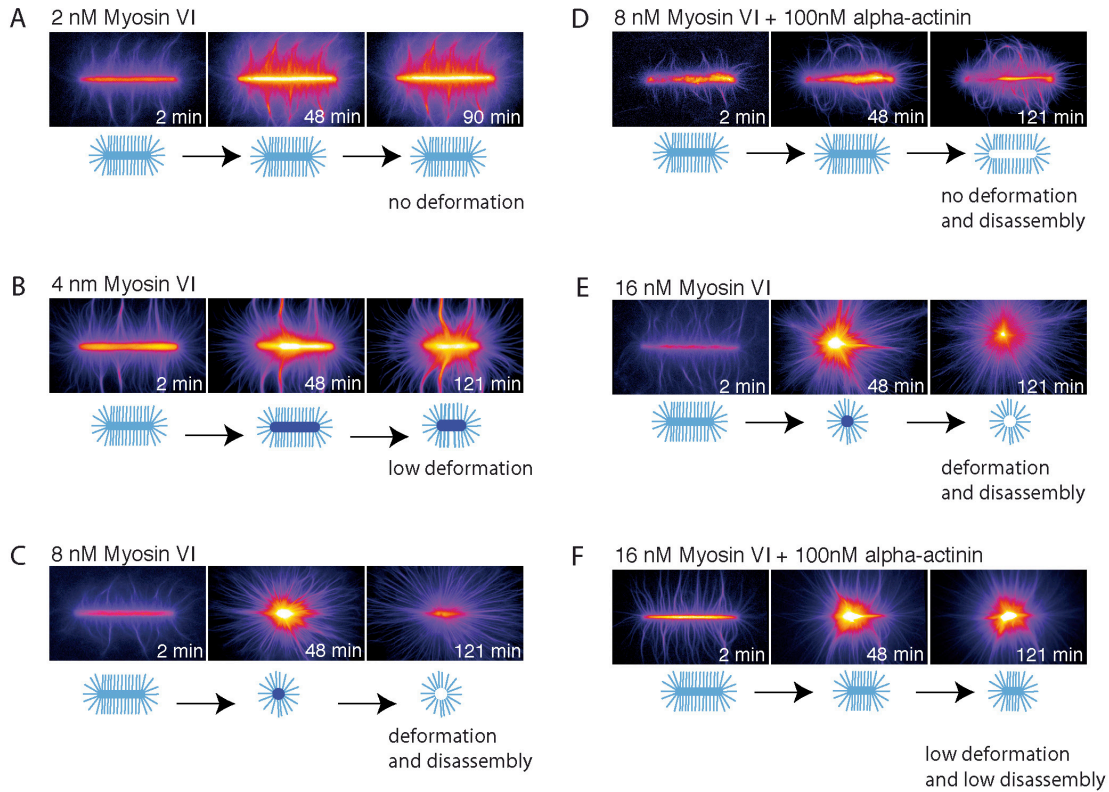 A
2 nM Myosin VI
2 min
48 min
90 min
no deformation
B
4 nm Myosin VI
2 min
48 min
121 min
low deformation
C
8 nM Myosin VI
2 min
48 min
121 min
deformation
and disassembly
D
8 nM Myosin VI + 100nM alpha-actinin
2 min
48 min
121 min
no deformation
and disassembly
E
16 nM Myosin VI
2 min
48 min
121 min
deformation
and disassembly
F
16 nM Myosin VI + 100nM alpha-actinin
2 min
48 min
121 min
low deformation
and low disassembly